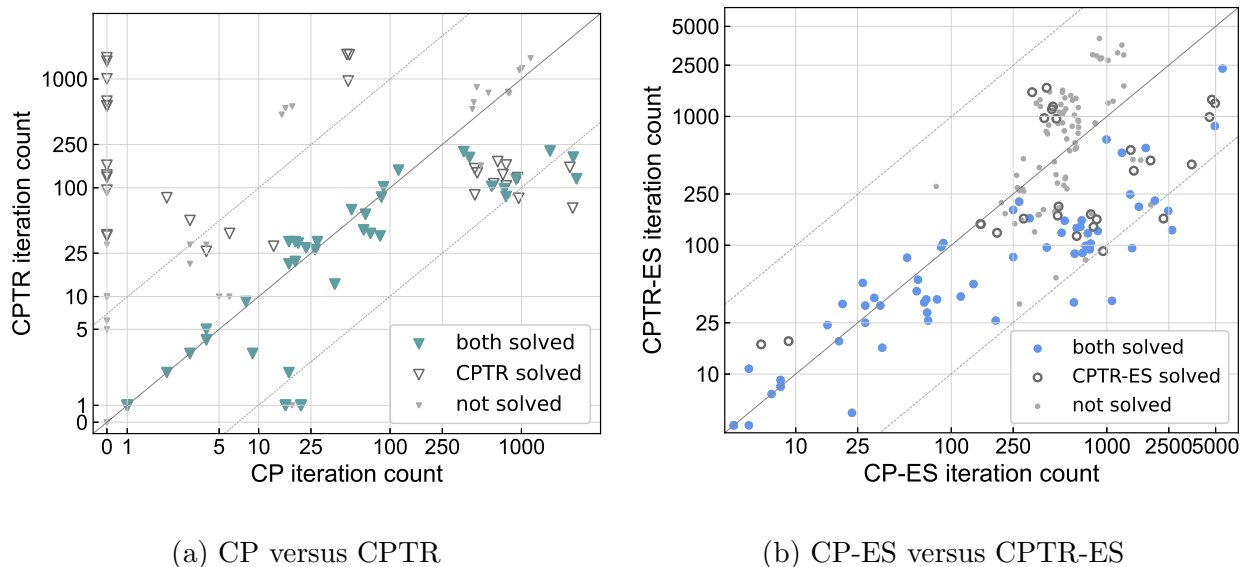 CPTR iteration count
1000
250
100
25
10
5
1
0
0 1 5 10 25 100 250 1000
CP iteration count
both solved
CPTR solved
not solved
(a) CP versus CPTR
CPTR-ES iteration count
5000
2500
1000
250
100
25
10
10 25 100 250 1000 2500 5000
CP-ES iteration count
both solved
CPTR-ES solved
not solved
(b) CP-ES versus CPTR-ES